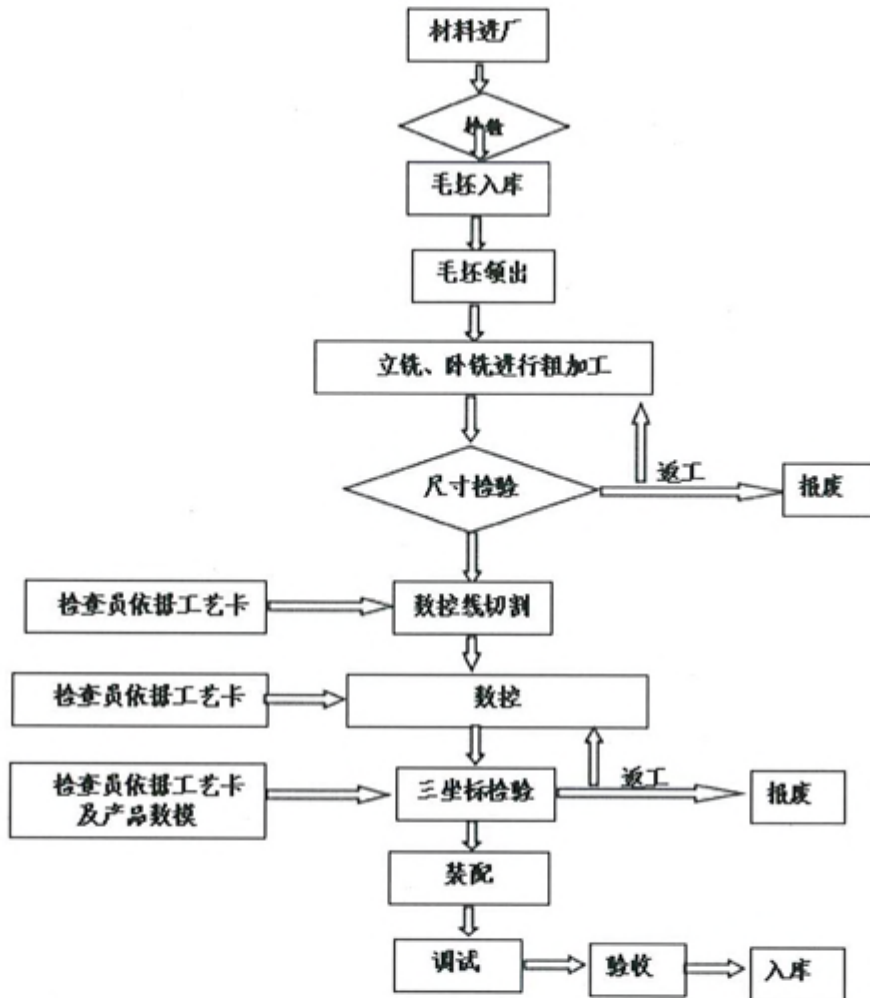 材料进厂
检验
毛坯入库
毛坯领出
立铣、卧铣进行粗加工
尺寸检验
返工
报废
检查员依据工艺卡
数控线切割
检查员依据工艺卡
数控
检查员依据工艺卡
及产品数模
三坐标检验
返工
报废
装配
调试
验收
入库